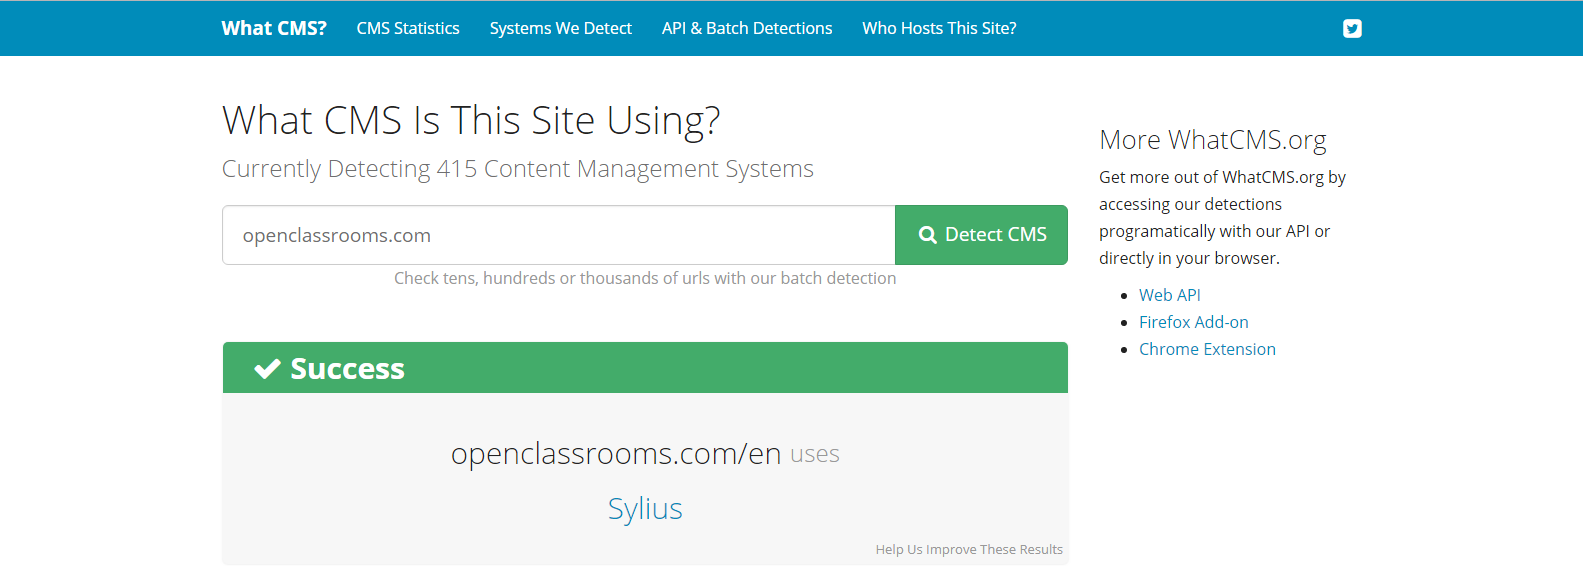 What CMS? CMS Statistics Systems We Detect API & Batch Detections Who Hosts This Site?
What CMS Is This Site Using?
Currently Detecting 415 Content Management Systems
openclassrooms.com
Detect CMS
Check tens, hundreds or thousands of urls with our batch detection
Success
openclassrooms.com/en uses
Sylius
Help Us Improve These Results
More WhatCMS.org
Get more out of WhatCMS.org by
accessing our detections
programatically with our API or
directly in your browser.
Web API
Firefox Add-on
Chrome Extension